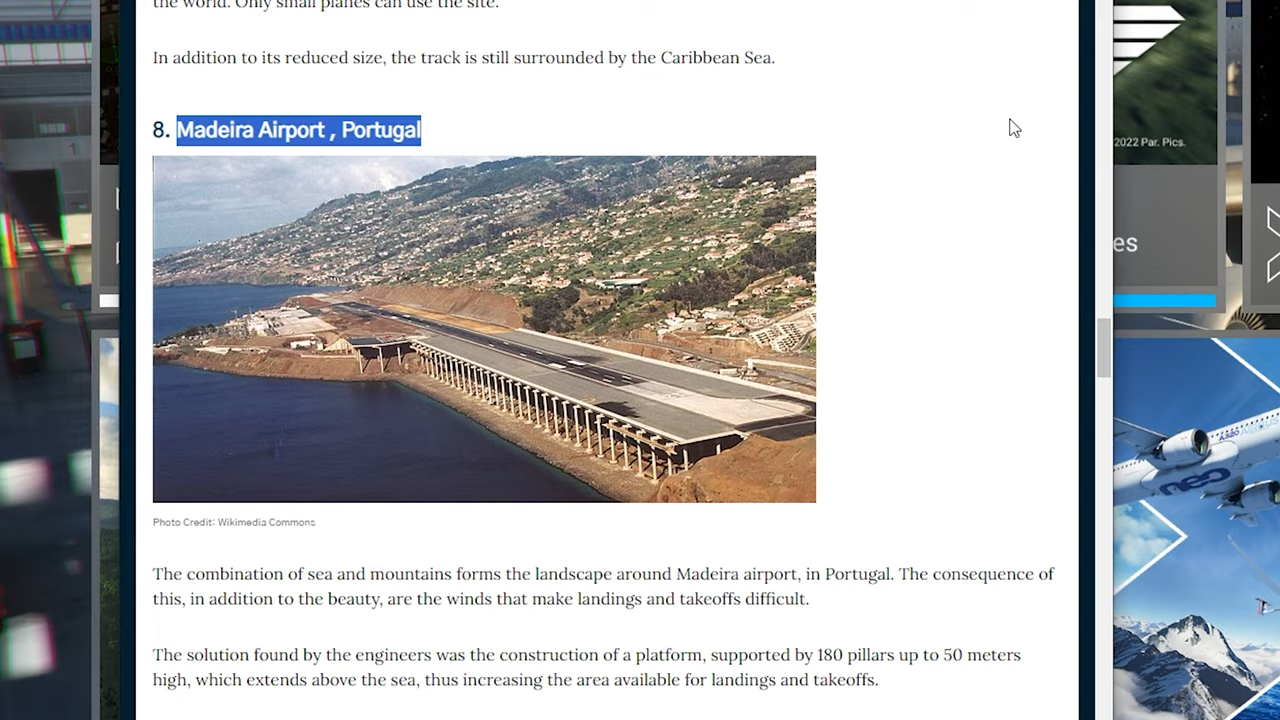 the world. Only small planes can use the site.
In addition to its reduced size, the track is still surrounded by the Caribbean Sea.
8. Madeira Airport , Portugal
Photo Credit: Wikimedia Commons
The combination of sea and mountains forms the landscape around Madeira airport, in Portugal. The consequence of
this, in addition to the beauty, are the winds that make landings and takeoffs difficult.
The solution found by the engineers was the construction of a platform, supported by 180 pillars up to 50 meters
high, which extends above the sea, thus increasing the area available for landings and takeoffs.
2022 Par. Pics.
es
A320
neo